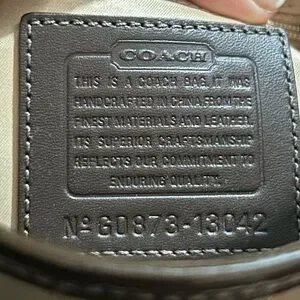 COACH
THIS IS A COACH BAG. IT WAS
HANDCRAFTED IN CHINA FROM THE
FINEST MATERIALS AND LEATHER.
ITS SUPERIOR CRAFTSMANSHIP
REFLECTS OUR COMMITMENT TO
ENDURING QUALITY.
Nº G0873-13042